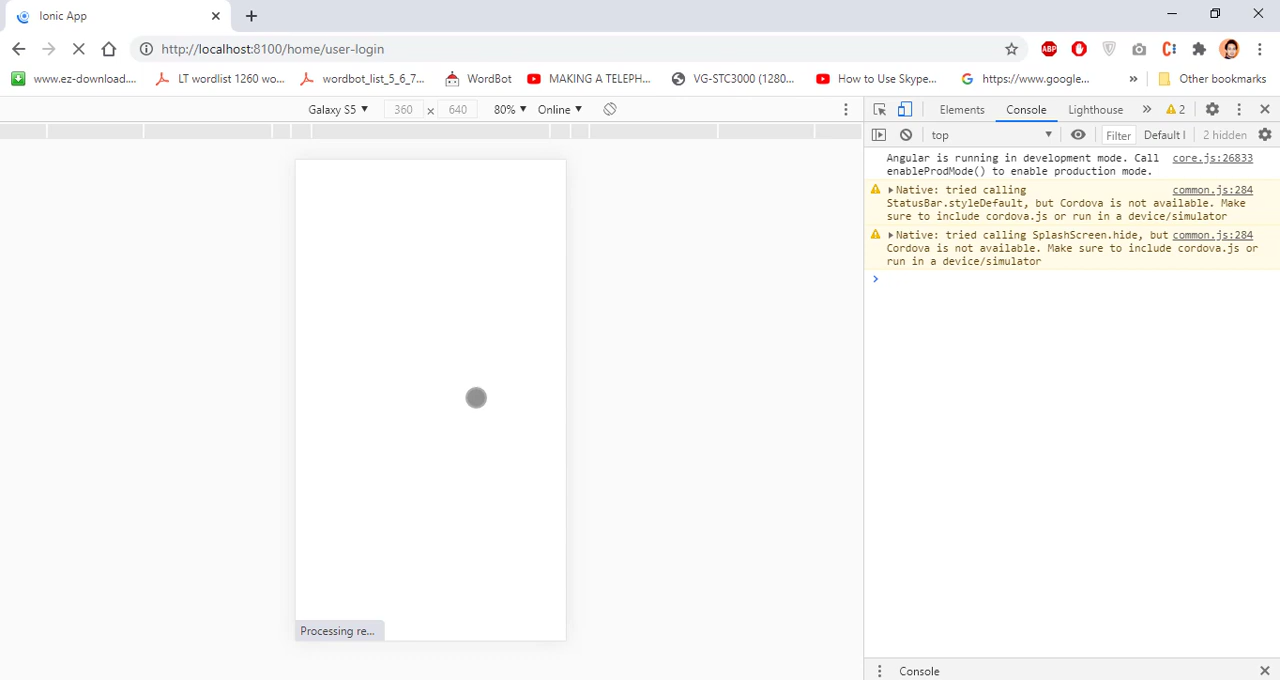 Ionic App
http://localhost:8100/home/user-login
ABP
www.ez-download....
LT wordlist 1260 wo...
wordbot_list_5_6_7...
WordBot
MAKING A TELEPH...
VG-STC3000 (1280...
How to Use Skype...
https://www.google...
»
Other bookmarks
Galaxy S5 ▼ 360 × 640 80% ▼ Online ▼
Elements Console Lighthouse » 2
top ▼ Filter Default l 2 hidden
Angular is running in development mode. Call core.js:26833
enableProdMode() to enable production mode.
Native: tried calling common.js:284
StatusBar.styleDefault, but Cordova is not available. Make
sure to include cordova.js or run in a device/simulator
Native: tried calling SplashScreen.hide, but common.js:284
Cordova is not available. Make sure to include cordova.js or
run in a device/simulator
Processing re...
Console